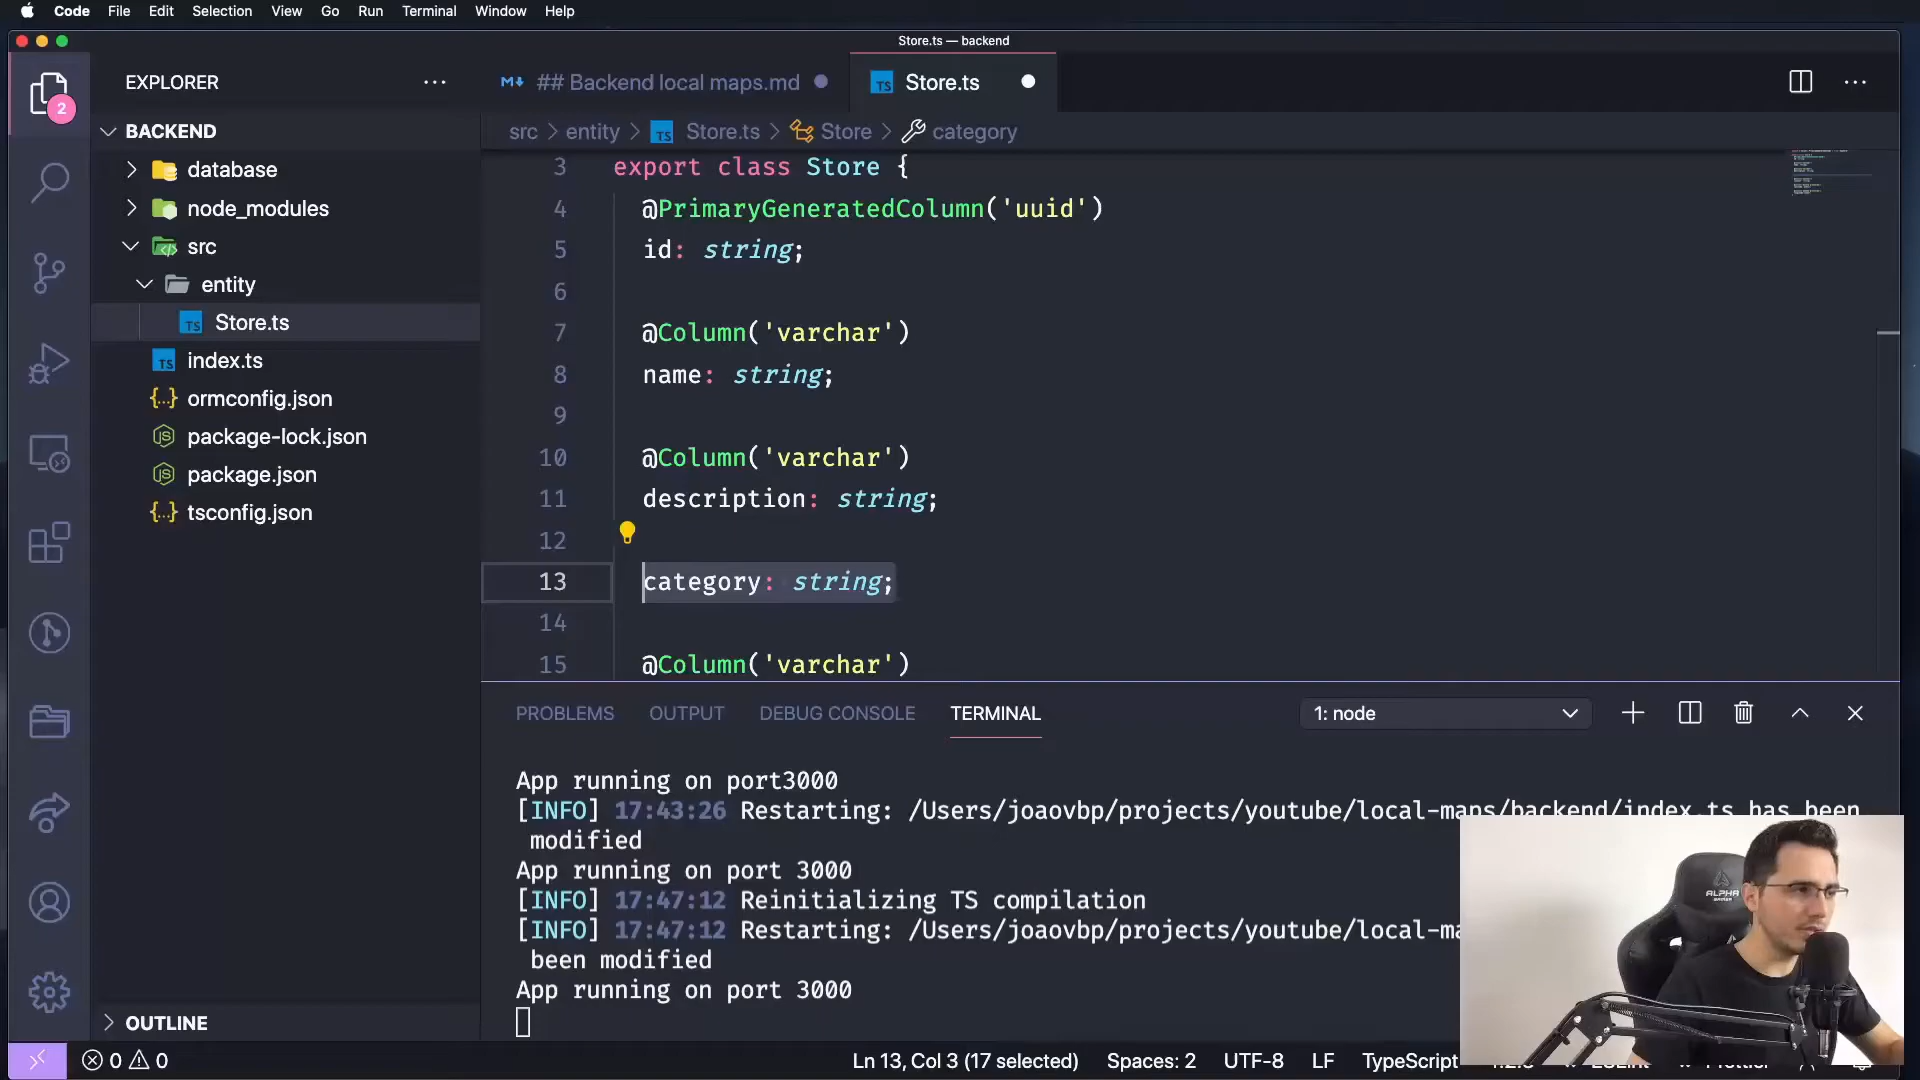 Code File Edit Selection View Go Run Terminal Window Help
Store.ts — backend
EXPLORER
## Backend local maps.md
TS Store.ts
2
BACKEND
src > entity > TS Store.ts > Store > category
database
node_modules
src
entity
TS Store.ts
TS index.ts
{..} ormconfig.json
package-lock.json
package.json
{..} tsconfig.json
OUTLINE
3 export class Store {
4 @PrimaryGeneratedColumn('uuid')
5 id: string;
6
7 @Column('varchar')
8 name: string;
9
10 @Column('varchar')
11 description: string;
12
13 category: string;
14
15 @Column('varchar')
PROBLEMS OUTPUT DEBUG CONSOLE TERMINAL 1: node
App running on port3000
[INFO] 17:43:26 Restarting: /Users/joaovbp/projects/youtube/local-maps/backend/index.ts has been
modified
App running on port 3000
[INFO] 17:47:12 Reinitializing TS compilation
[INFO] 17:47:12 Restarting: /Users/joaovbp/projects/youtube/local-ma
been modified
App running on port 3000
ALPHA
GAMER
0 0 Ln 13, Col 3 (17 selected) Spaces: 2 UTF-8 LF TypeScript